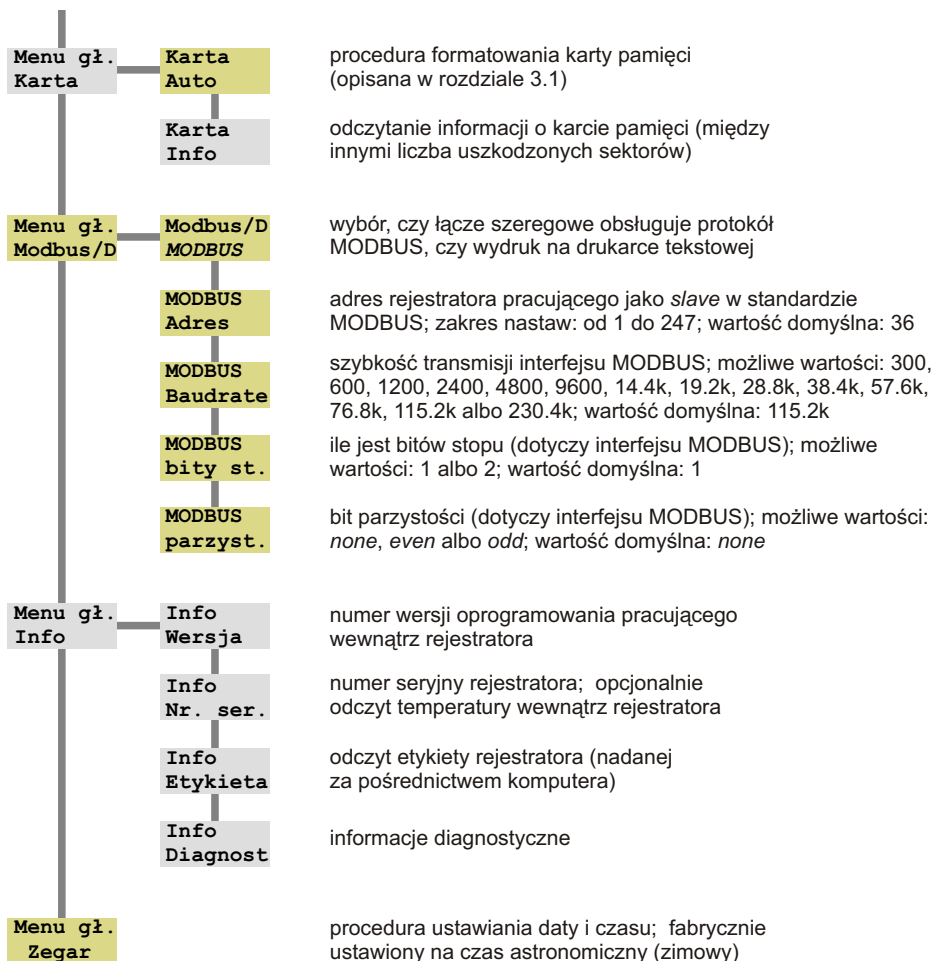 Menu gł.
Karta
Karta
Auto
procedura formatowania karty pamięci
(opisana w rozdziale 3.1)
Karta
Info
odczytanie informacji o karcie pamięci (między
innymi liczba uszkodzonych sektorów)
Menu gł.
Modbus/D
Modbus/D
MODBUS
wybór, czy łącze szeregowe obsługuje protokół
MODBUS, czy wydruk na drukarce tekstowej
MODBUS
Adres
adres rejestratora pracującego jako slave w standardzie
MODBUS; zakres nastaw: od 1 do 247; wartość domyślna: 36
MODBUS
Baudrate
szybkość transmisji interfejsu MODBUS; możliwe wartości: 300,
600, 1200, 2400, 4800, 9600, 14.4k, 19.2k, 28.8k, 38.4k, 57.6k,
76.8k, 115.2k albo 230.4k; wartość domyślna: 115.2k
MODBUS
bity st.
ile jest bitów stopu (dotyczy interfejsu MODBUS); możliwe
wartości: 1 albo 2; wartość domyślna: 1
MODBUS
parzyst.
bit parzystości (dotyczy interfejsu MODBUS); możliwe wartości:
none, even albo odd; wartość domyślna: none
Menu gł.
Info
Info
Wersja
numer wersji oprogramowania pracującego
wewnątrz rejestratora
Info
Nr. ser.
numer seryjny rejestratora; opcjonalnie
odczyt temperatury wewnątrz rejestratora
Info
Etykieta
odczyt etykiety rejestratora (nadanej
za pośrednictwem komputera)
Info
Diagnost
informacje diagnostyczne
Menu gł.
Zegar
procedura ustawiania daty i czasu; fabrycznie
ustawiony na czas astronomiczny (zimowy)